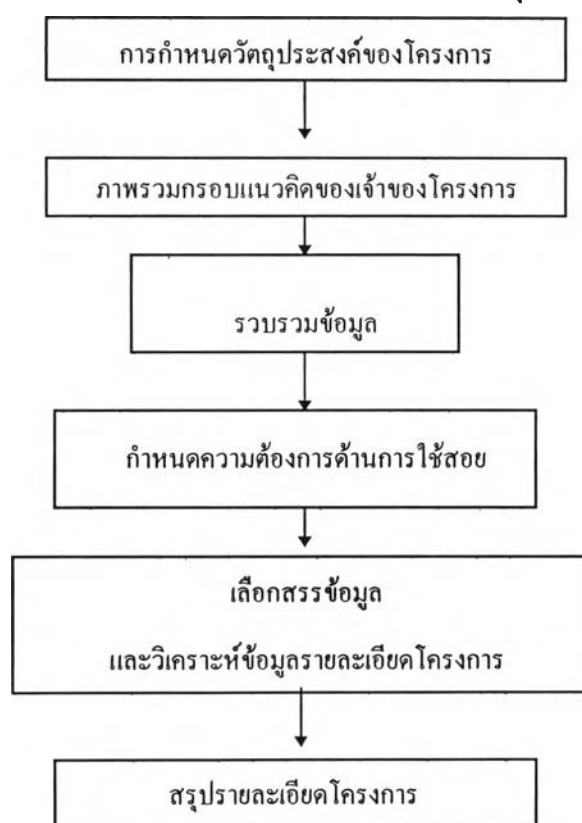 การกำหนดวัตถุประสงค์ของโครงการ
ภาพรวมกรอบแนวคิดของเจ้าของโครงการ
รวบรวมข้อมูล
กำหนดความต้องการด้านการใช้สอย
เลือกสรรข้อมูล
และวิเคราะห์ข้อมูลรายละเอียดโครงการ
สรุปรายละเอียดโครงการ